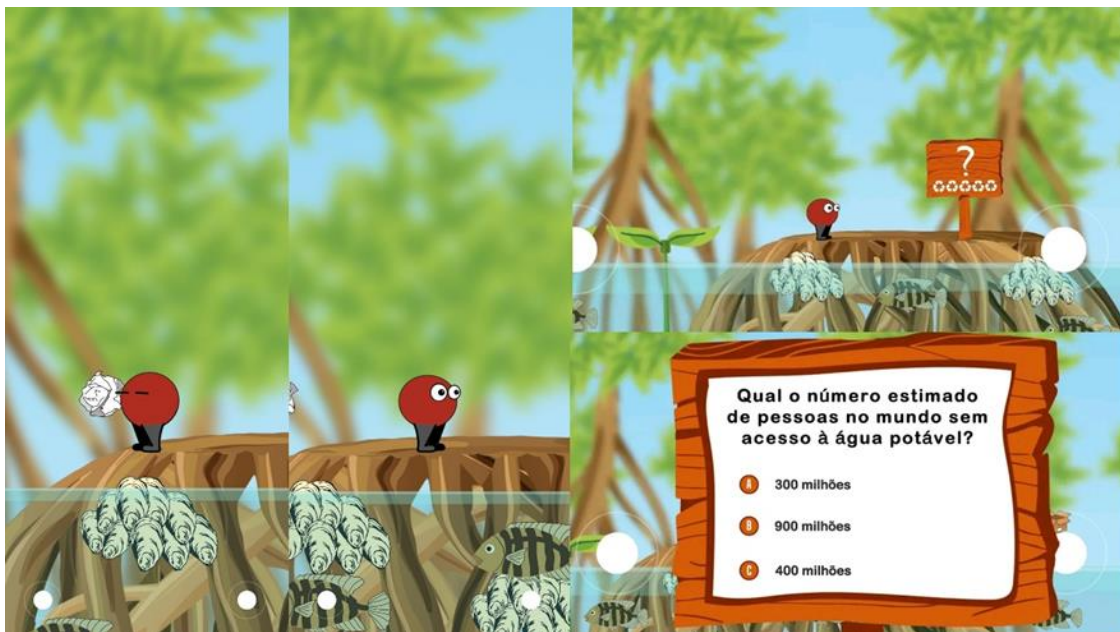 ?
Qual o número estimado
de pessoas no mundo sem
acesso à água potável?
A 300 milhões
B 900 milhões
C 400 milhões